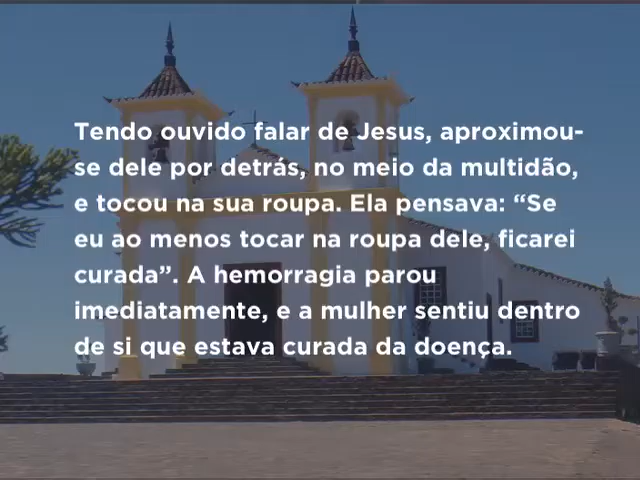 Tendo ouvido falar de Jesus, aproximou-
se dele por detrás, no meio da multidão,
e tocou na sua roupa. Ela pensava: “Se
eu ao menos tocar na roupa dele, ficarei
curada”. A hemorragia parou
imediatamente, e a mulher sentiu dentro
de si que estava curada da doença.